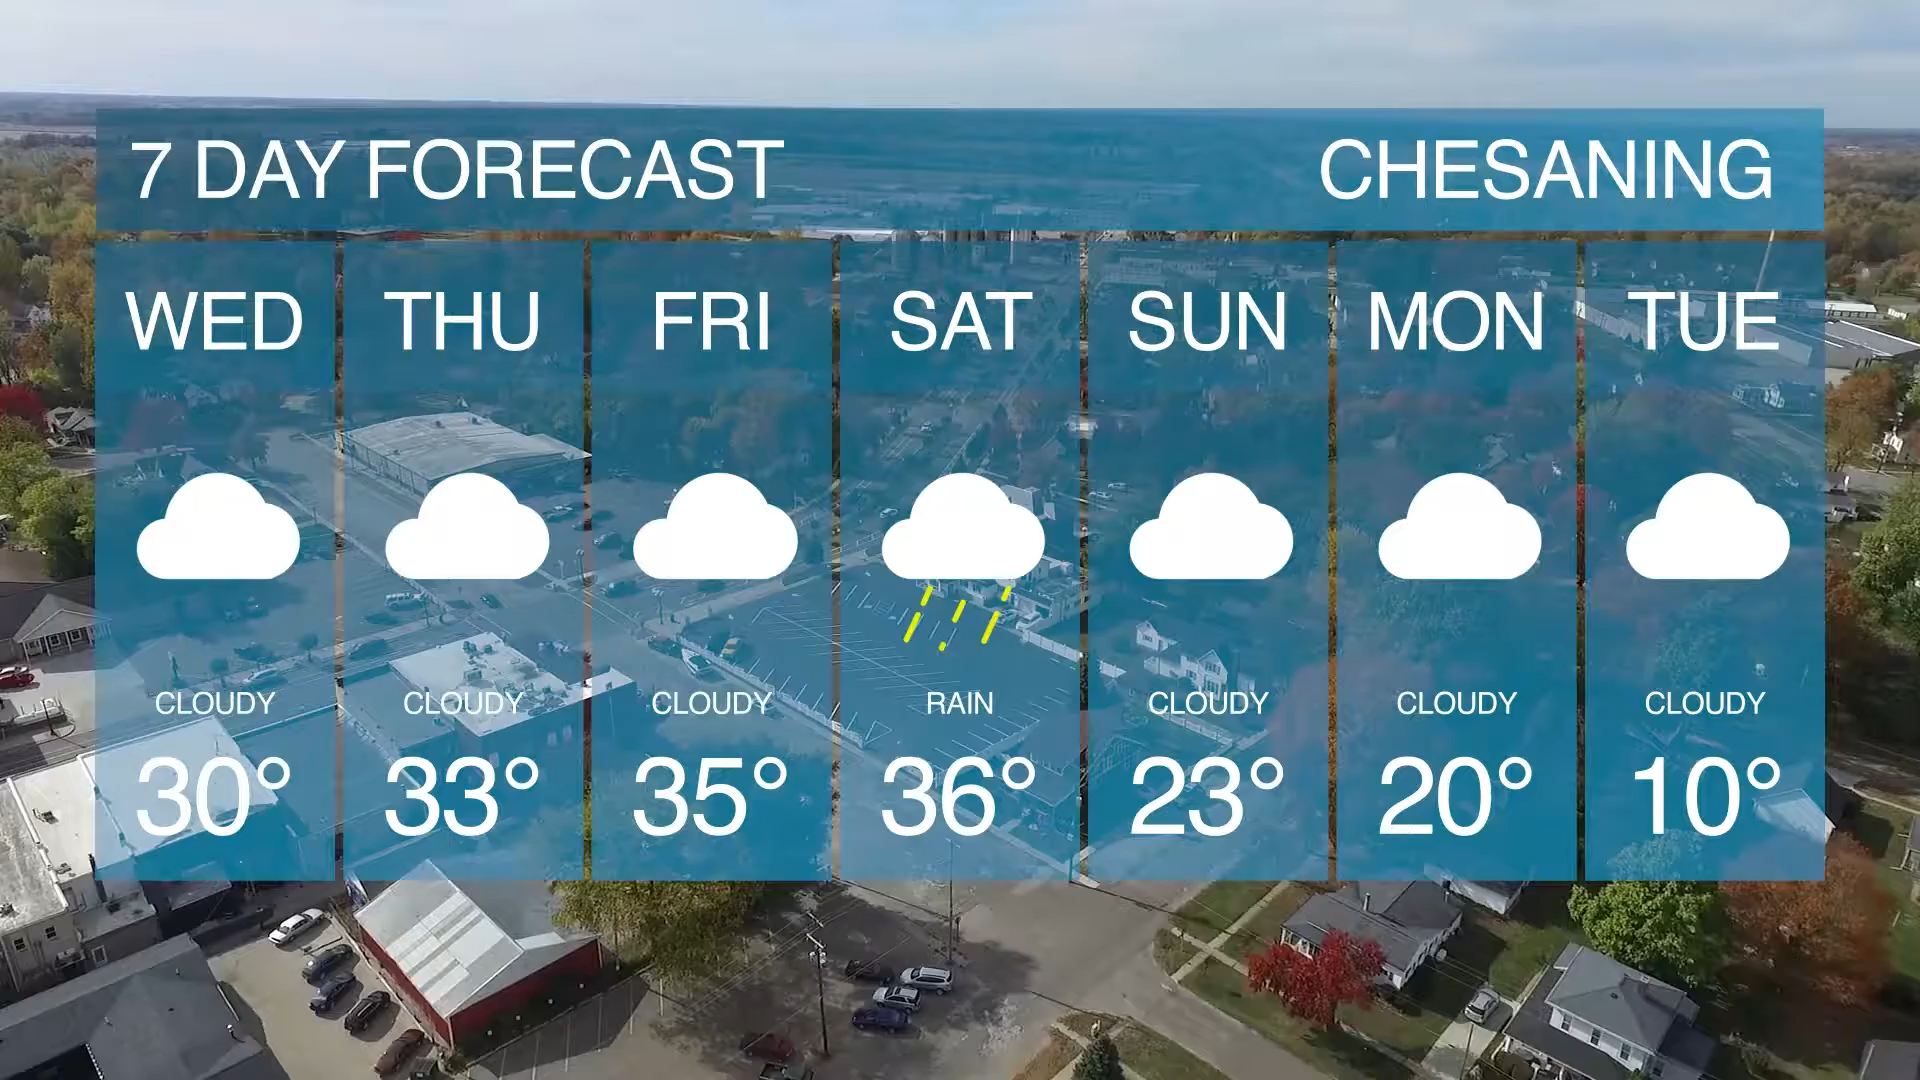 7 DAY FORECAST CHESANING
WED THU FRI SAT SUN MON TUE
CLOUDY CLOUDY CLOUDY RAIN CLOUDY CLOUDY CLOUDY
30° 33° 35° 36° 23° 20° 10°